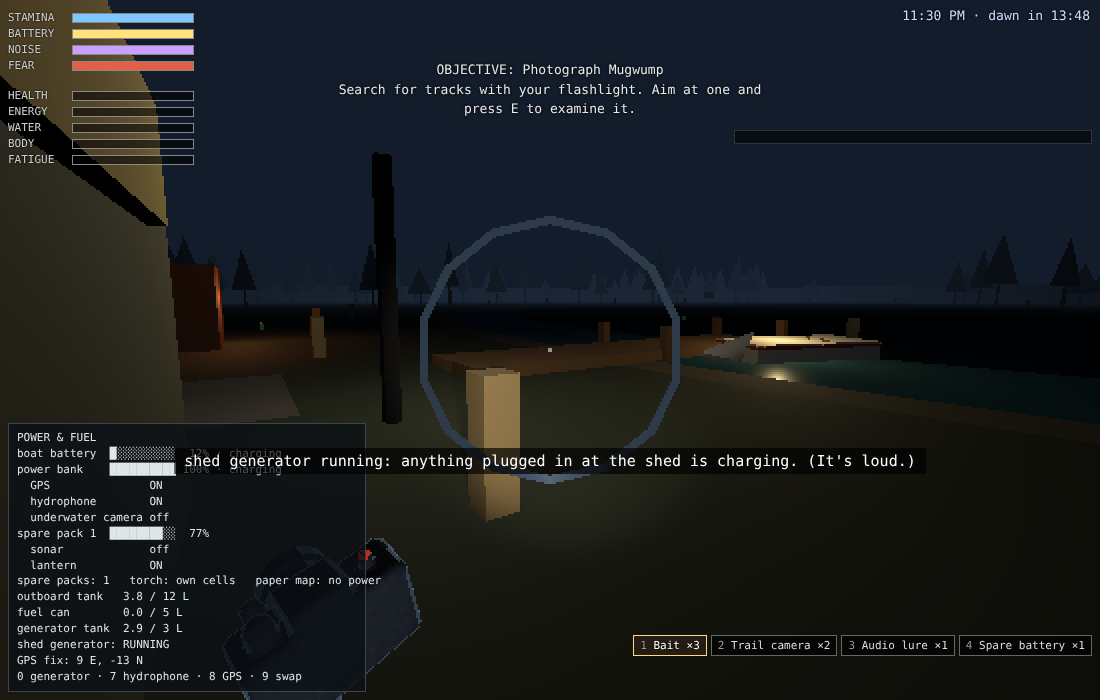 STAMINA
BATTERY
NOISE
FEAR
HEALTH
ENERGY
WATER
BODY
FATIGUE
11:30 PM · dawn in 13:48
OBJECTIVE: Photograph Mugwump
Search for tracks with your flashlight. Aim at one and
press E to examine it.
POWER & FUEL
boat battery 12% · charging
power bank 100% · charging
shed generator running: anything plugged in at the shed is charging. (It's loud.)
GPS ON
hydrophone ON
underwater camera off
spare pack 1 77%
sonar off
lantern ON
spare packs: 1 torch: own cells paper map: no power
outboard tank 3.8 / 12 L
fuel can 0.0 / 5 L
generator tank 2.9 / 3 L
shed generator: RUNNING
GPS fix: 9 E, -13 N
0 generator · 7 hydrophone · 8 GPS · 9 swap
1 Bait ×3
2 Trail camera ×2
3 Audio lure ×1
4 Spare battery ×1